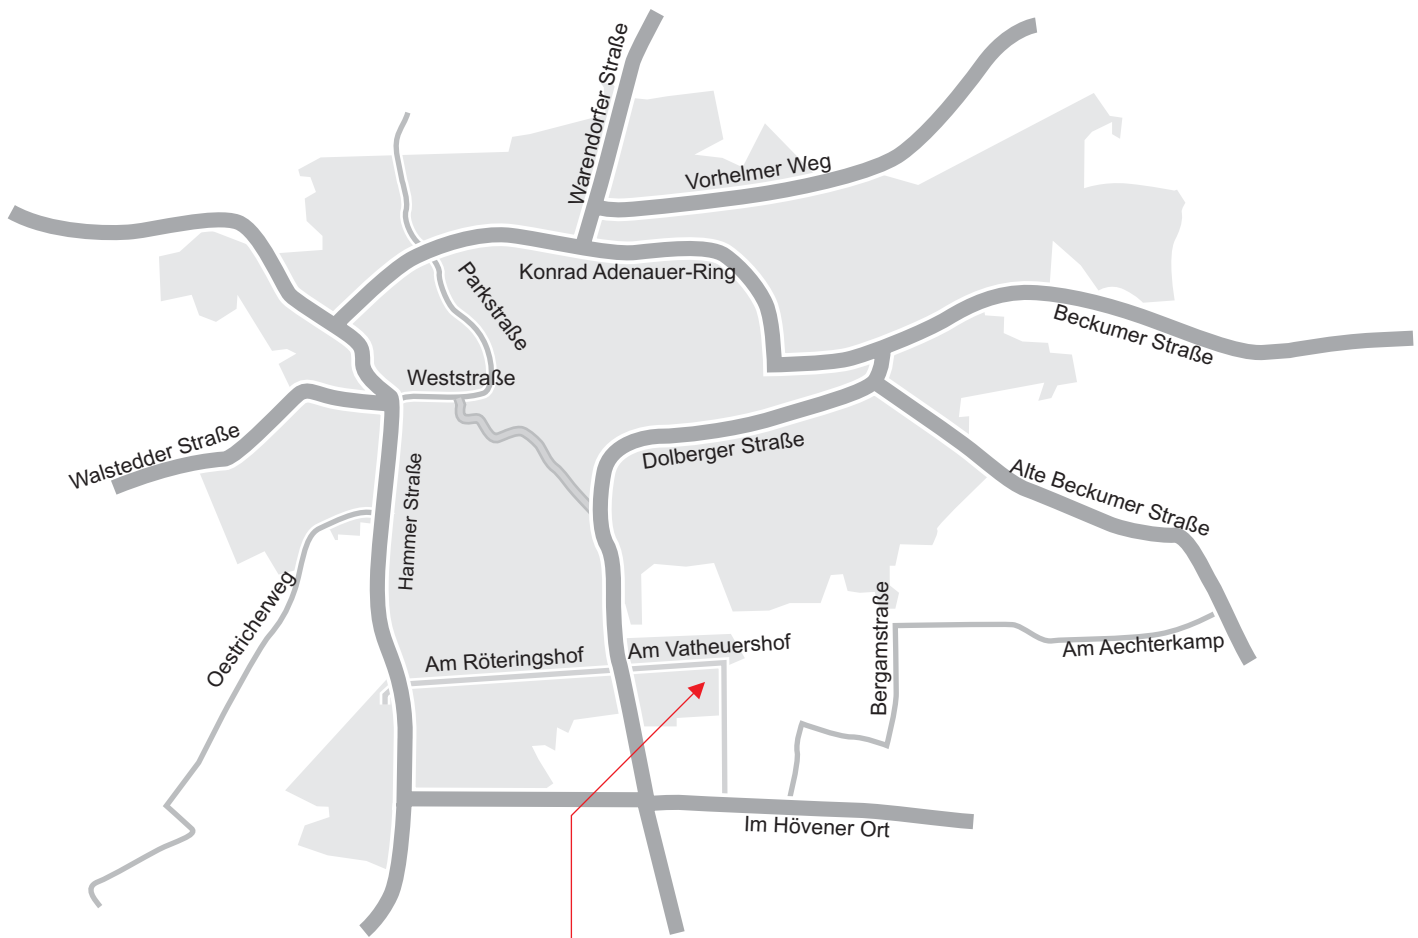 Warendorfer Straße
Vorhelmer Weg
Konrad Adenauer-Ring
Parkstraße
Beckumer Straße
Weststraße
Walstedder Straße
Dolberger Straße
Hammer Straße
Alte Beckumer Straße
Oestricherweg
Am Röteringshof
Am Vatheuershof
Bergamstraße
Am Aechterkamp
Im Hövener Ort